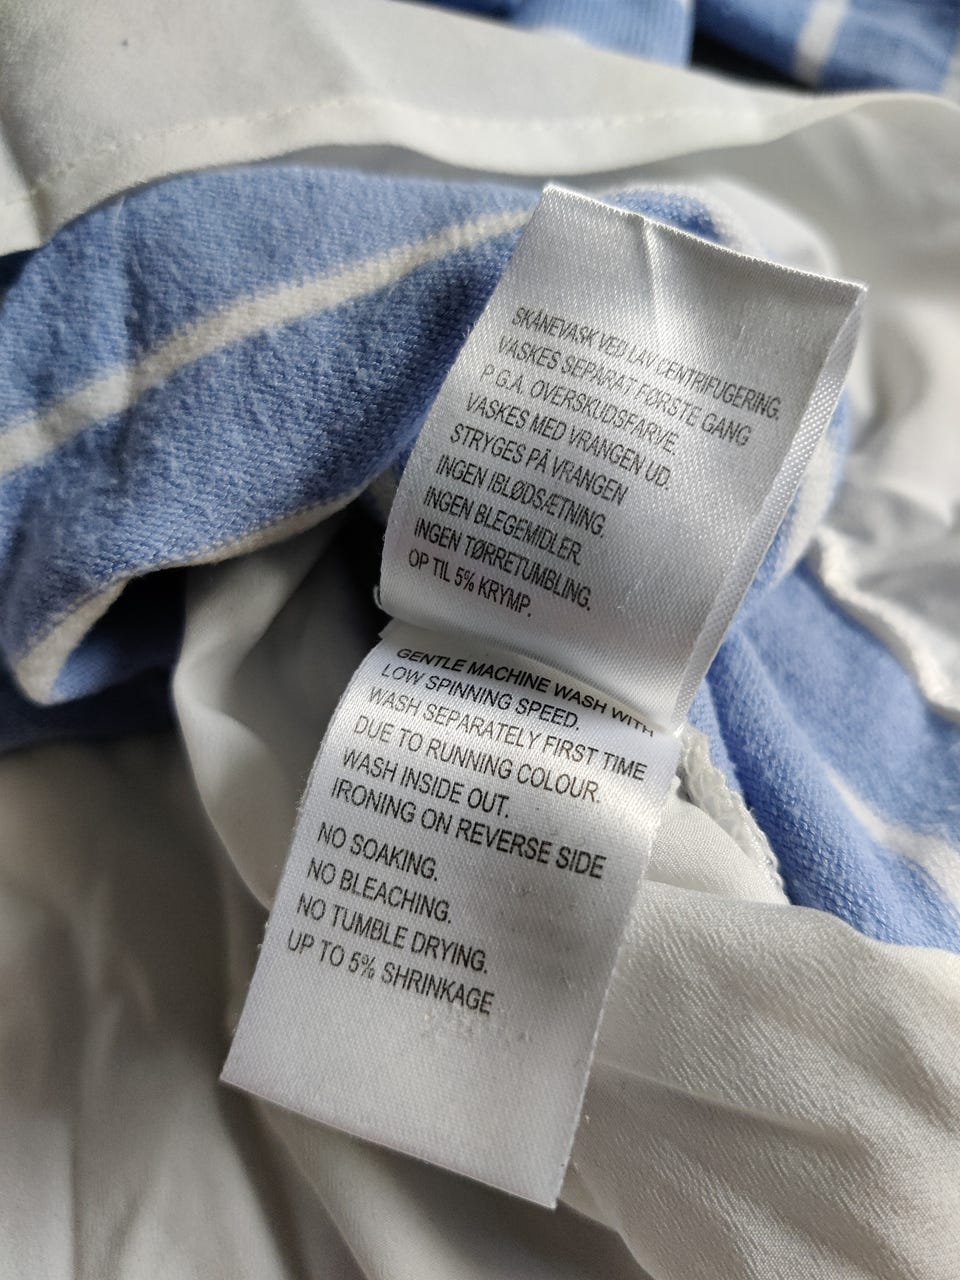 SKÅNEVASK VED LAV CENTRIFUGERING.
VASKES SEPARAT FØRSTE GANG
P.G.A. OVERSKUDSFARVE.
VASKES MED VRANGEN UD.
STRYGES PÅ VRANGEN
INGEN IBLØDSÆTNING.
INGEN BLEGEMIDLER.
INGEN TØRRETUMBLING.
OP TIL 5% KRYMP.
GENTLE MACHINE WASH WITH
LOW SPINNING SPEED.
WASH SEPARATELY FIRST TIME
DUE TO RUNNING COLOUR.
WASH INSIDE OUT.
IRONING ON REVERSE SIDE
NO SOAKING.
NO BLEACHING.
NO TUMBLE DRYING.
UP TO 5% SHRINKAGE